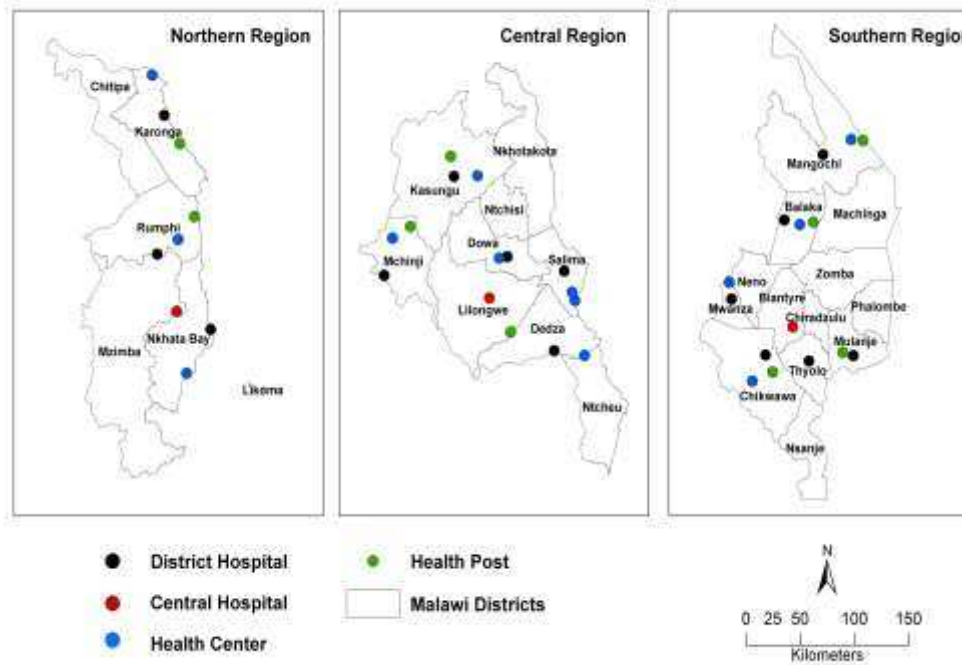 Northern Region
Chitipa
Karonga
Rumphi
Nkhata Bay
Mzimba
Likoma
Central Region
Nkhotakota
Kasungu
Ntchisi
Dowa
Salima
Mchinji
Lilongwe
Dedza
Ntcheu
Southern Region
Mangochi
Balaka
Machinga
Neno
Zomba
Mwanza
Blantyre
Phalombe
Chiradzulu
Mulanje
Thyolo
Chikwawa
Nsanje
District Hospital
Central Hospital
Health Center
Health Post
Malawi Districts
N
0 25 50 100 150
Kilometers